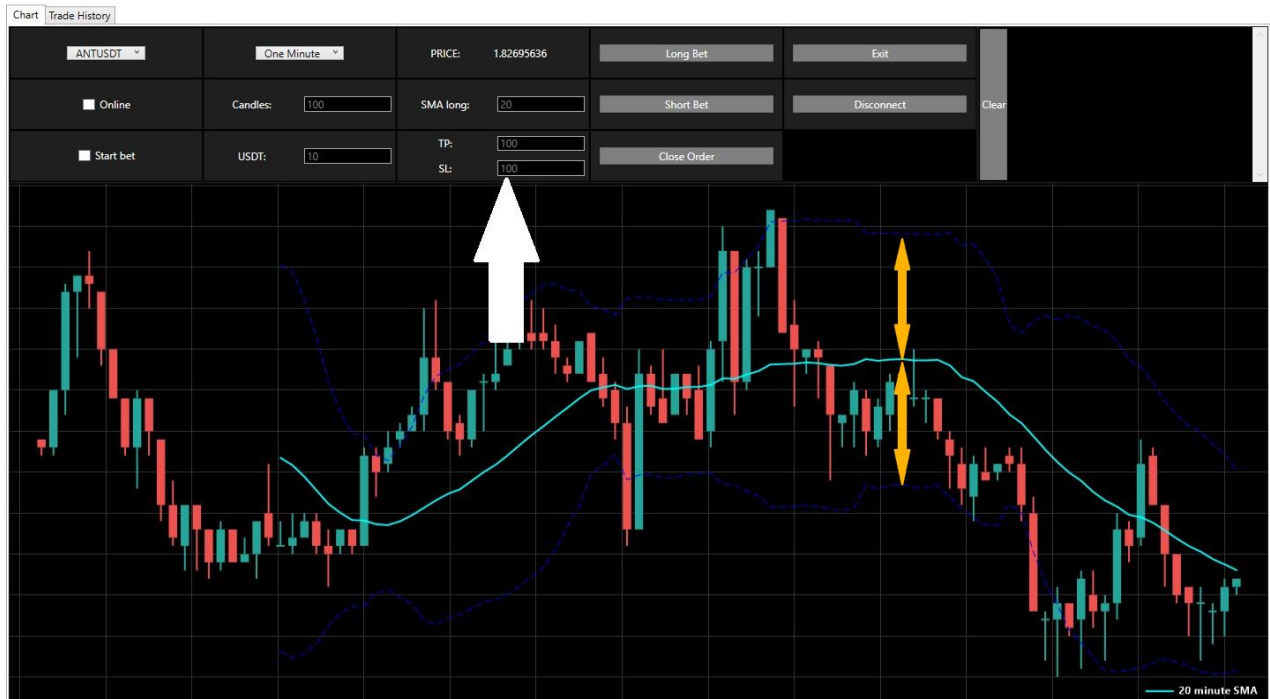 Chart Trade History
ANTUSDT One Minute PRICE: 1.82695636 Long Bet Exit
Online Candles: 100 SMA long: 20 Short Bet Disconnect Clear
Start bet USDT: 10 TP: 100 Close Order
SL: 100
20 minute SMA